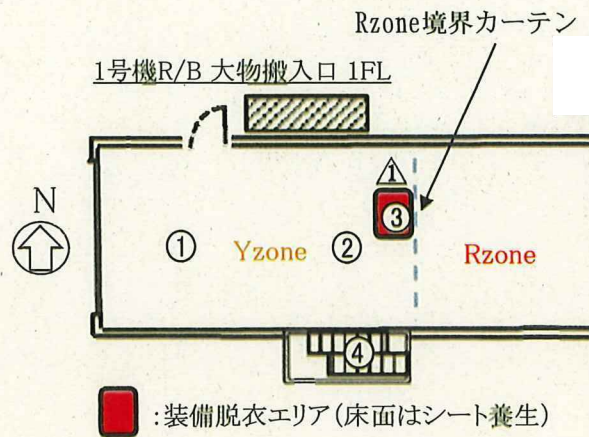 Rzone境界カーテン
1号機R/B 大物搬入口 1FL
N
1
③
① Yzone ② Rzone
④
:装備脱衣エリア(床面はシート養生)